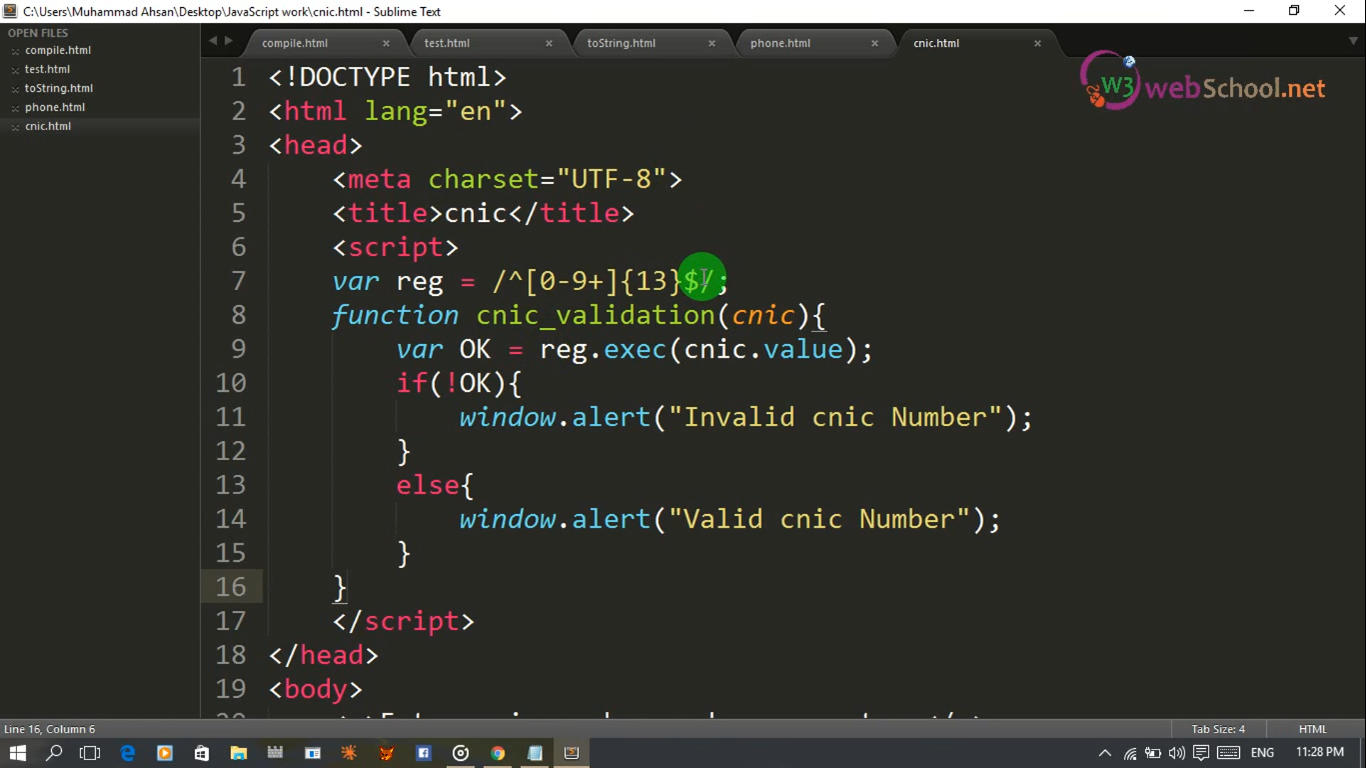 C:\Users\Muhammad Ahsan\Desktop\JavaScript work\cnic.html - Sublime Text
OPEN FILES
compile.html
test.html
toString.html
phone.html
cnic.html
compile.html
test.html
toString.html
phone.html
cnic.html
W3 webSchool.net
1 <!DOCTYPE html>
2 <html lang="en">
3 <head>
4 <meta charset="UTF-8">
5 <title>cnic</title>
6 <script>
7 var reg = /^[0-9+]{13}$/;
8 function cnic_validation(cnic){
9 var OK = reg.exec(cnic.value);
10 if(!OK){
11 window.alert("Invalid cnic Number");
12 }
13 else{
14 window.alert("Valid cnic Number");
15 }
16 }
17 </script>
18 </head>
19 <body>
Line 16, Column 6
Tab Size: 4
HTML
ENG
11:28 PM